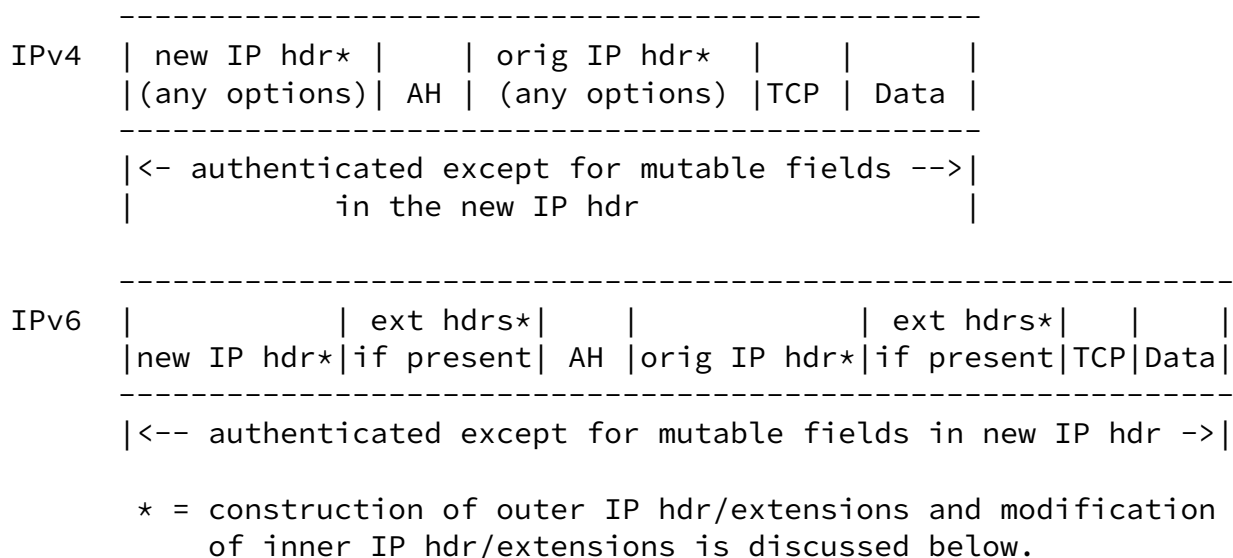 ------------------------------------------------
IPv4  | new IP hdr* |    | orig IP hdr*  |    |      |
|(any options)| AH | (any options) |TCP | Data |
------------------------------------------------
|<- authenticated except for mutable fields -->|
|           in the new IP hdr                  |
--------------------------------------------------------------
IPv6  |            | ext hdrs*|    |            | ext hdrs*|   |    |
|new IP hdr*|if present| AH |orig IP hdr*|if present|TCP|Data|
--------------------------------------------------------------
|<-- authenticated except for mutable fields in new IP hdr ->|
* = construction of outer IP hdr/extensions and modification
of inner IP hdr/extensions is discussed below.